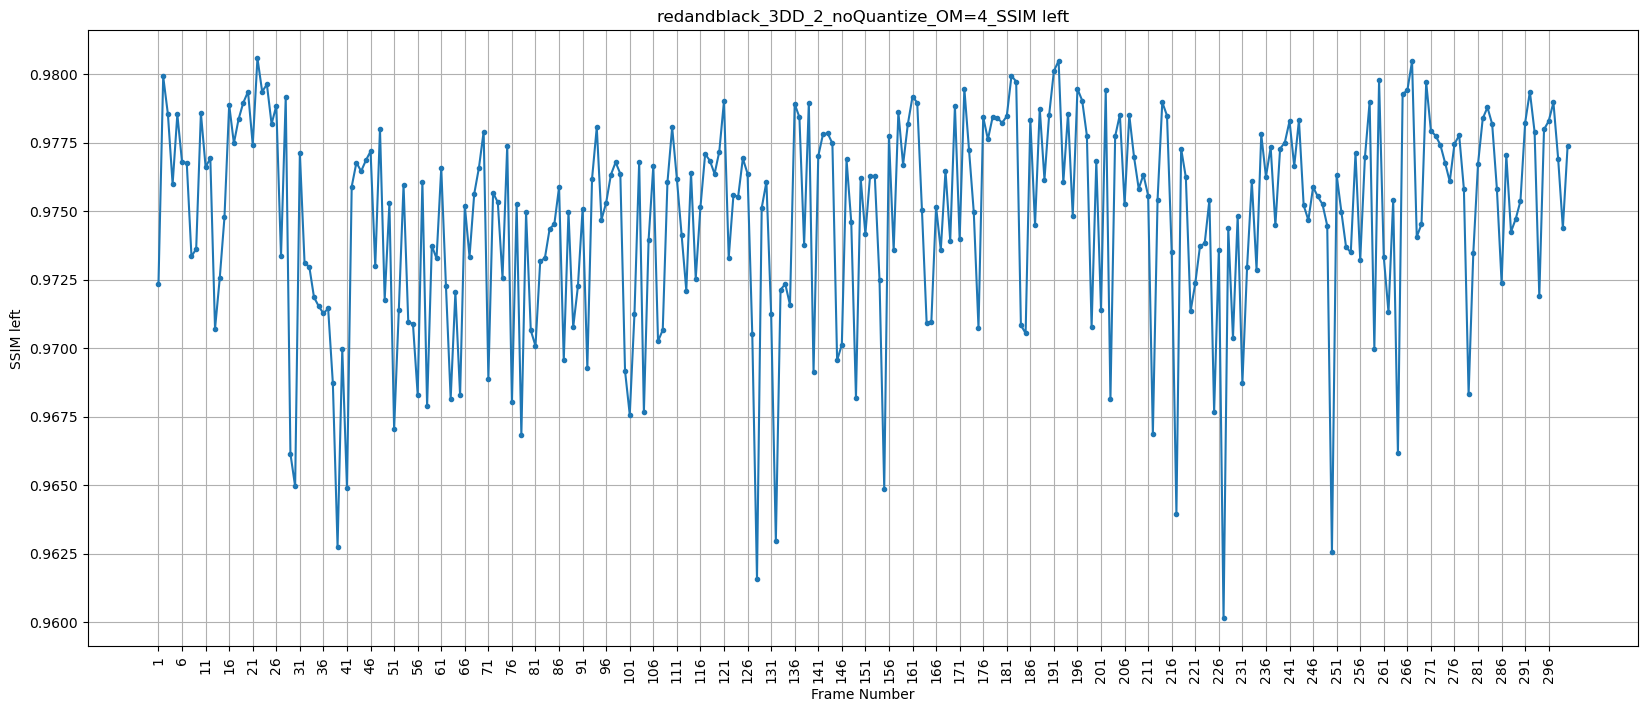 redandblack_3DD_2_noQuantize_OM=4_SSIM left
0.9800
0.9775
0.9750
0.9725
0.9700
0.9675
0.9650
0.9625
0.9600
SSIM left
1 6 11 16 21 26 31 36 41 46 51 56 61 66 71 76 81 86 91 96 101 106 111 116 121 126 131 136 141 146 151 156 161 166 171 176 181 186 191 196 201 206 211 216 221 226 231 236 241 246 251 256 261 266 271 276 281 286 291 296
Frame Number